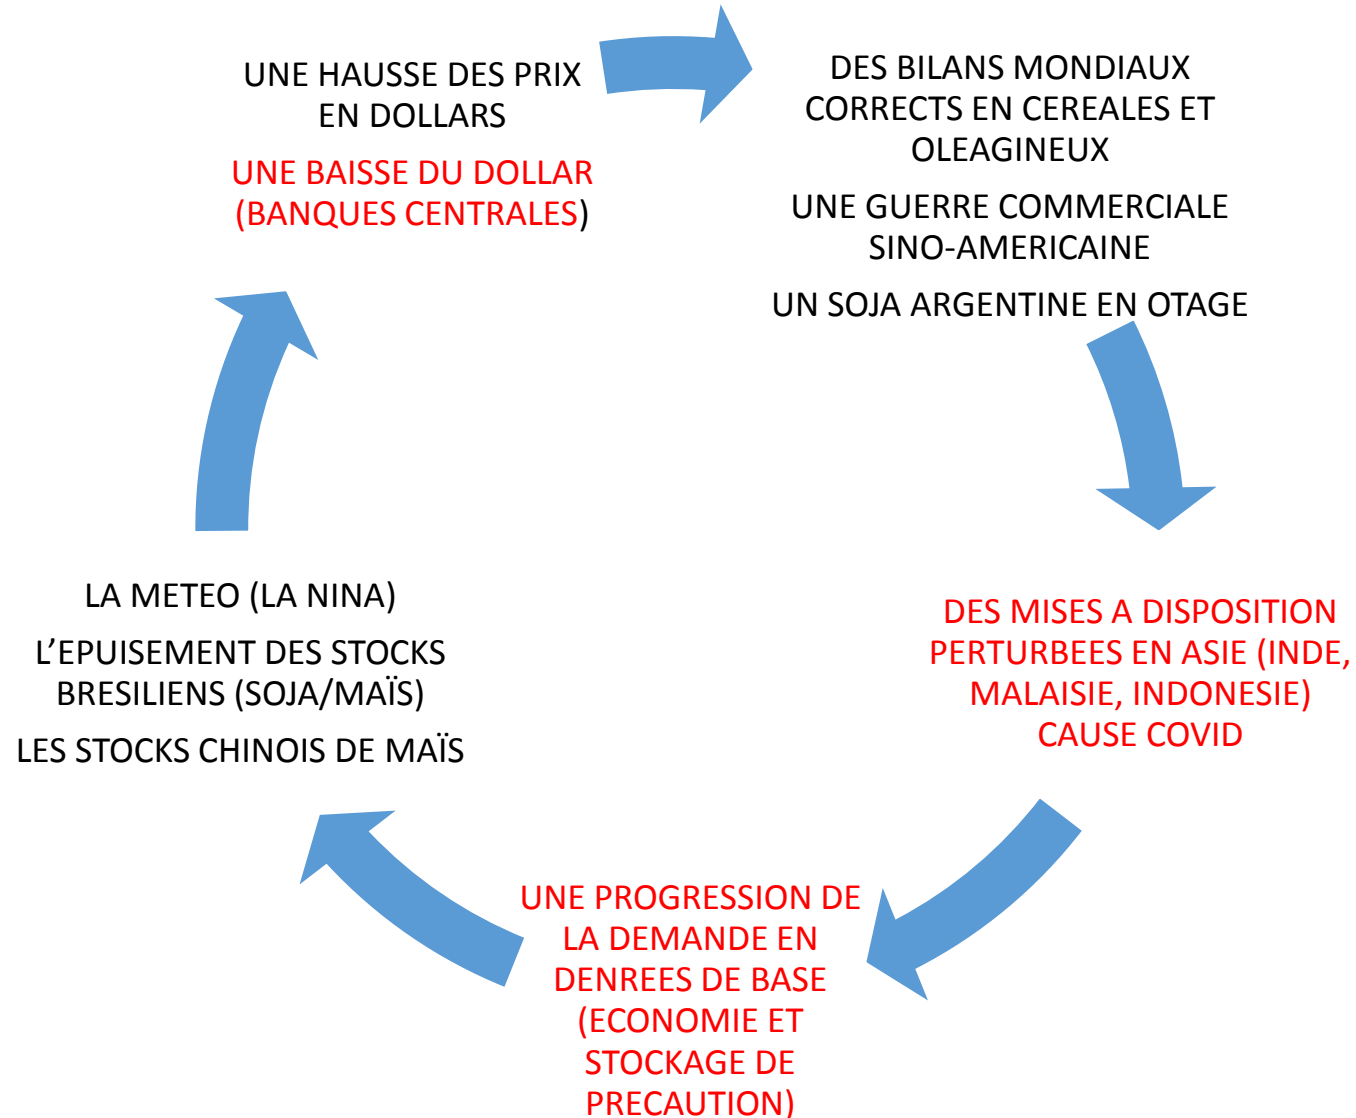 UNE HAUSSE DES PRIX
EN DOLLARS
UNE BAISSE DU DOLLAR
(BANQUES CENTRALES)
DES BILANS MONDIAUX
CORRECTS EN CEREALES ET
OLEAGINEUX
UNE GUERRE COMMERCIALE
SINO-AMERICAINE
UN SOJA ARGENTINE EN OTAGE
DES MISES A DISPOSITION
PERTURBEES EN ASIE (INDE,
MALAISIE, INDONESIE)
CAUSE COVID
UNE PROGRESSION DE
LA DEMANDE EN
DENREES DE BASE
(ECONOMIE ET
STOCKAGE DE
PRECAUTION)
LA METEO (LA NINA)
L’EPUISEMENT DES STOCKS
BRESILIENS (SOJA/MAÏS)
LES STOCKS CHINOIS DE MAÏS